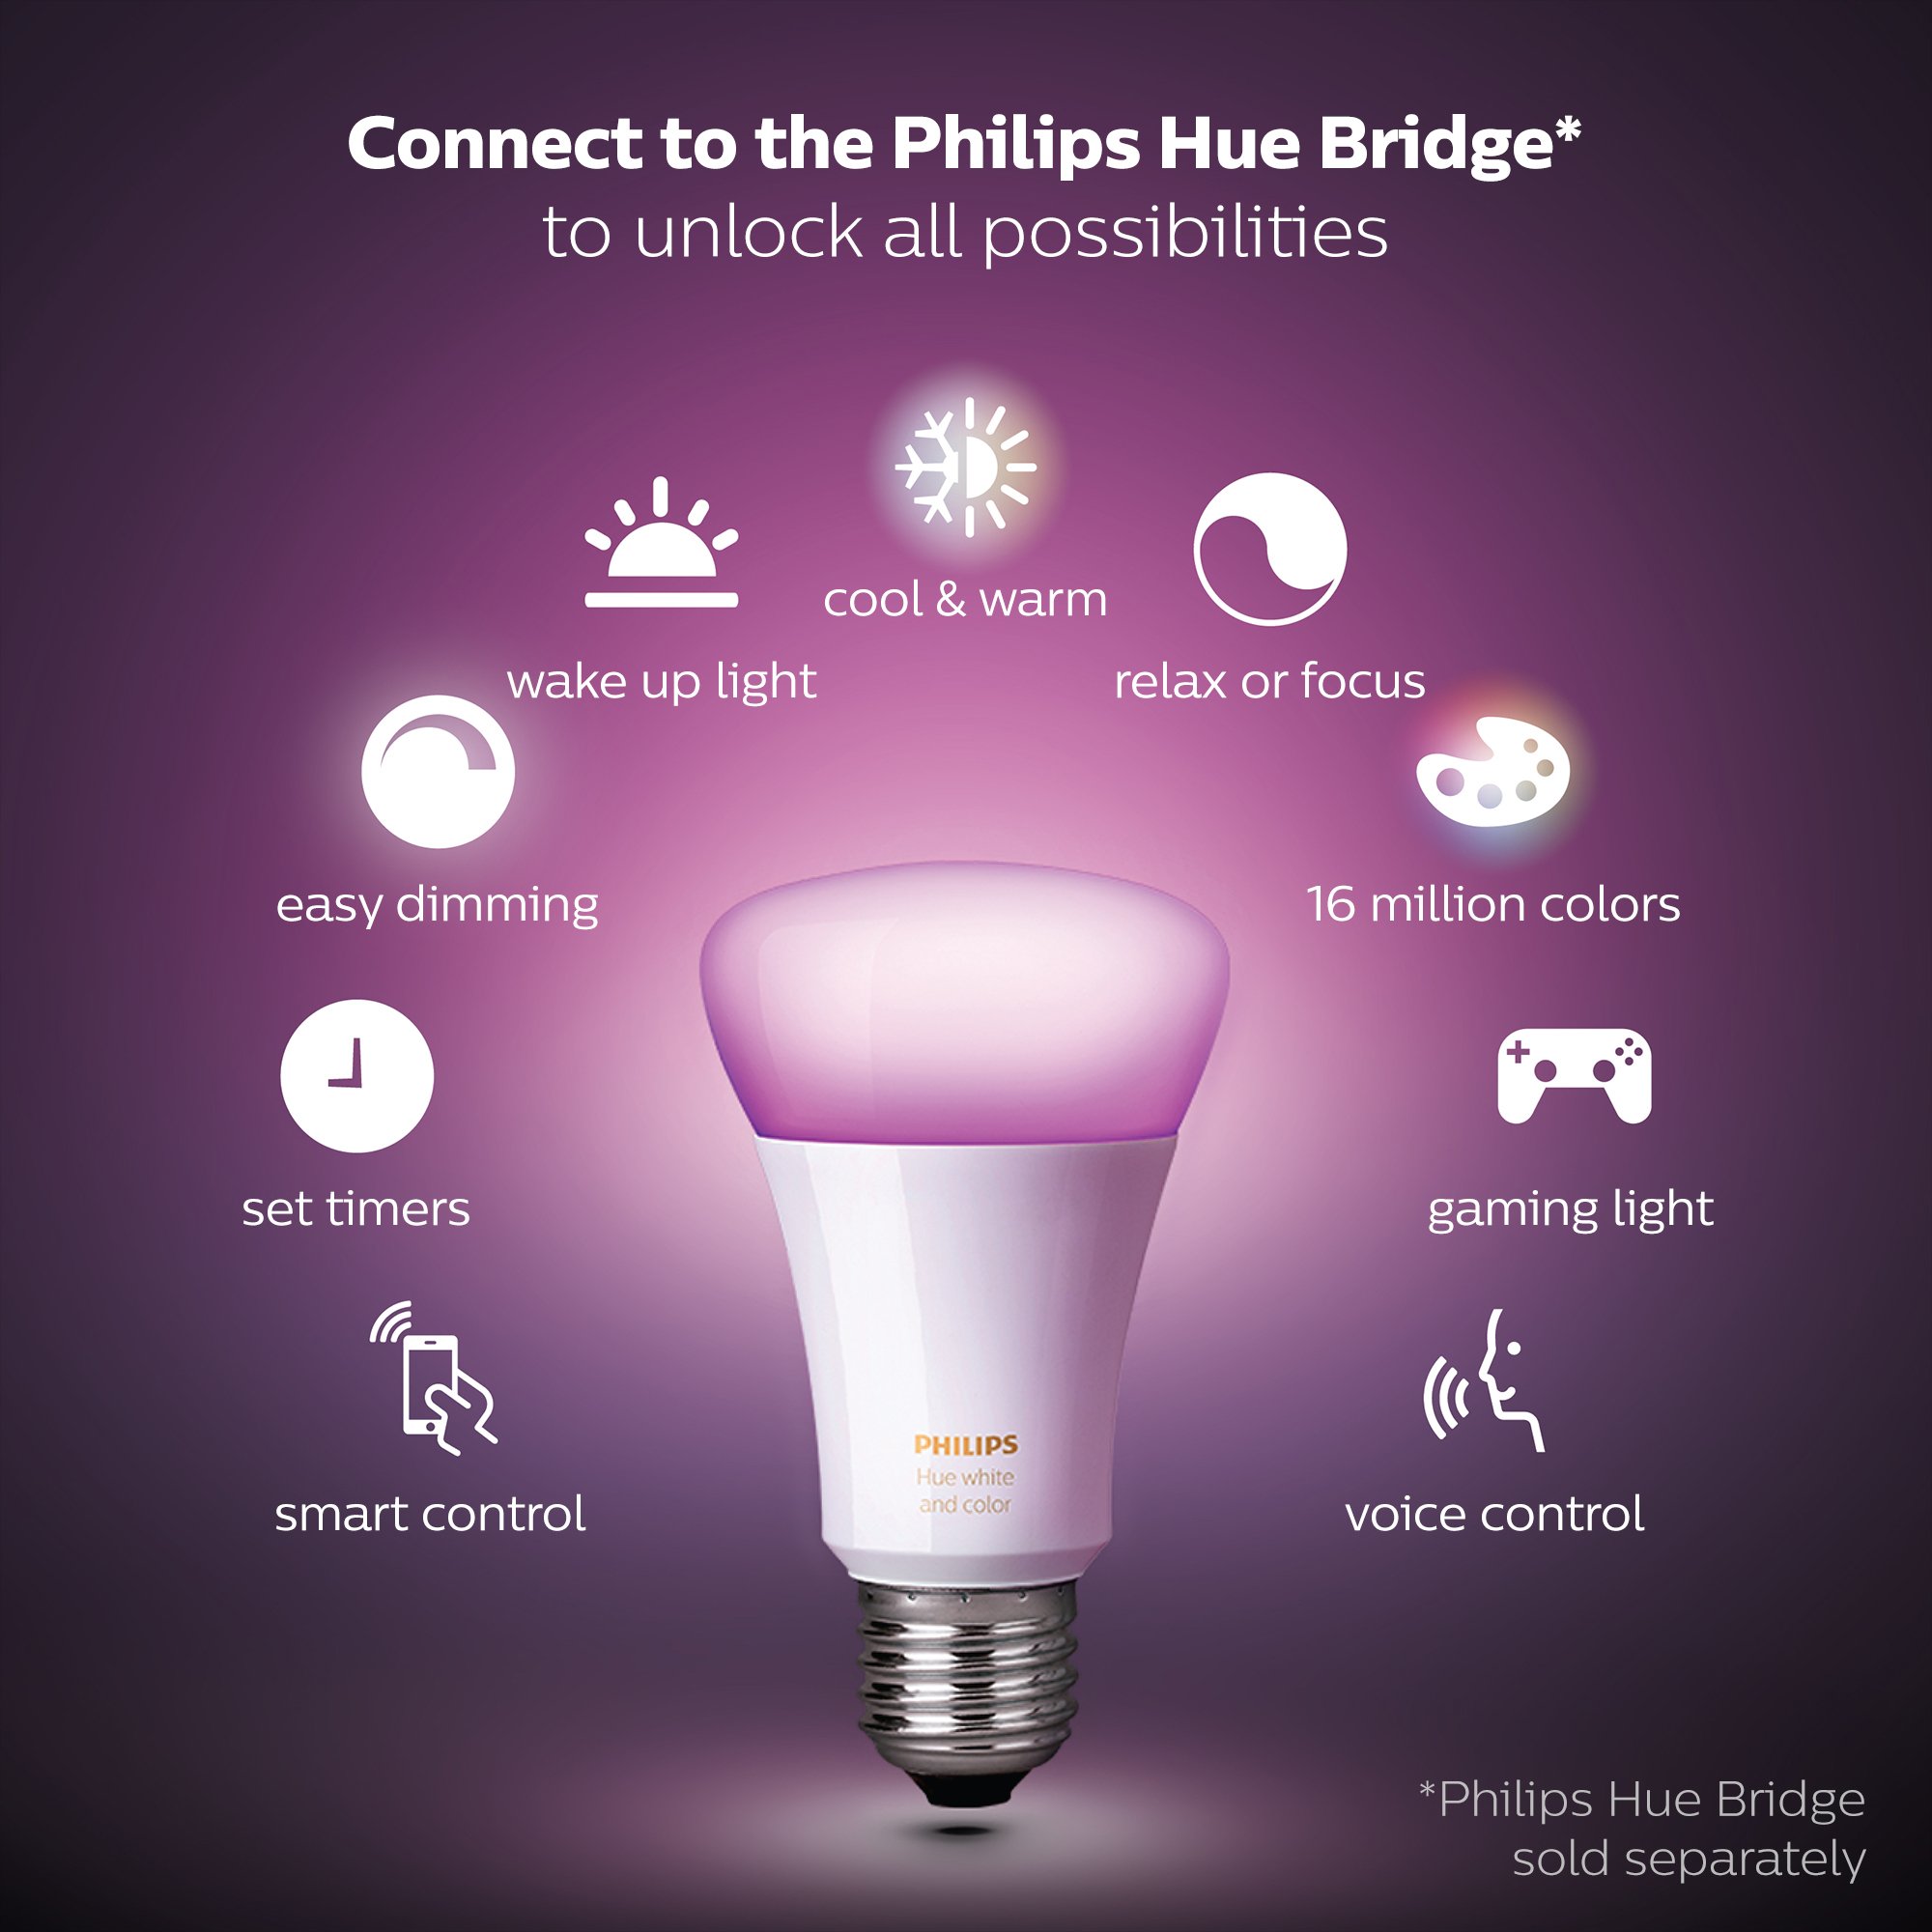 Connect to the Philips Hue Bridge*
to unlock all possibilities
cool & warm
wake up light
relax or focus
easy dimming
16 million colors
set timers
gaming light
smart control
voice control
PHILIPS
Hue white
and color
*Philips Hue Bridge
sold separately